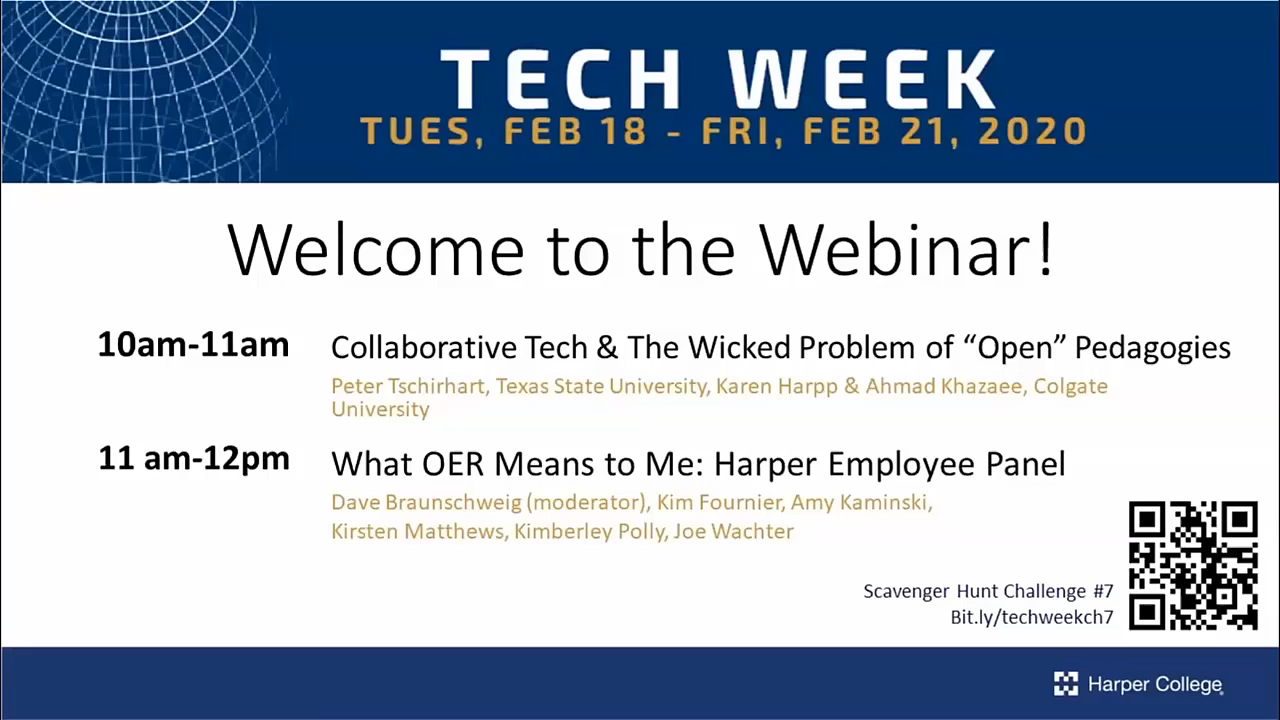 TECH WEEK
TUES, FEB 18 - FRI, FEB 21, 2020
Welcome to the Webinar!
10am-11am
Collaborative Tech & The Wicked Problem of “Open” Pedagogies
Peter Tschirhart, Texas State University, Karen Harpp & Ahmad Khazaee, Colgate
University
11 am-12pm
What OER Means to Me: Harper Employee Panel
Dave Braunschweig (moderator), Kim Fournier, Amy Kaminski,
Kirsten Matthews, Kimberley Polly, Joe Wachter
Scavenger Hunt Challenge #7
Bit.ly/techweekch7
Harper College